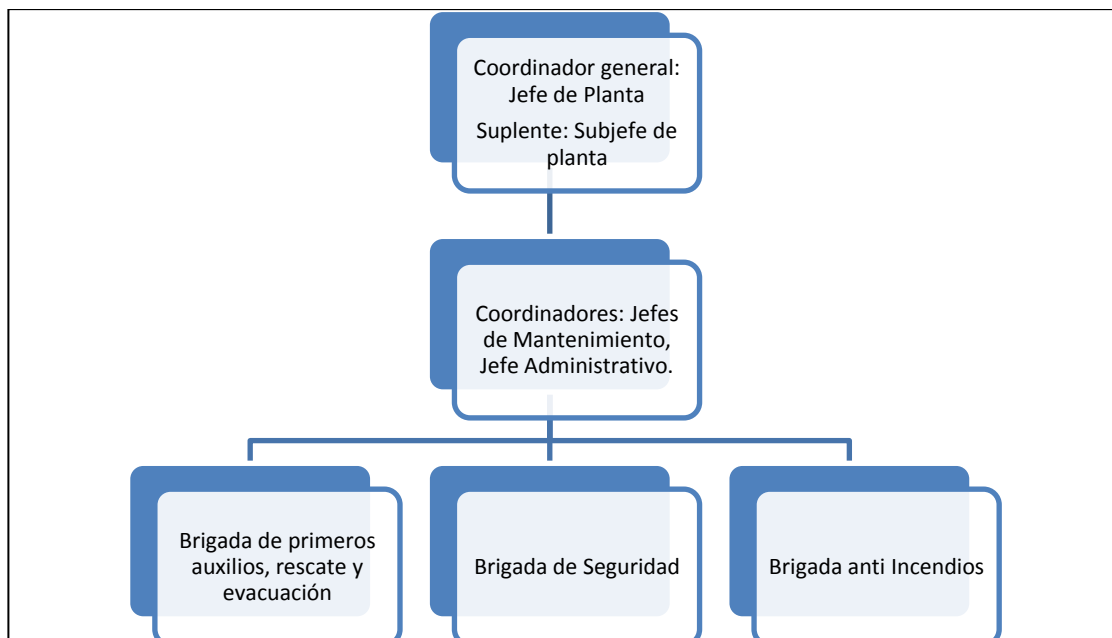 Coordinador general:
Jefe de Planta
Suplente: Subjefe de
planta
Coordinadores: Jefes
de Mantenimiento,
Jefe Administrativo.
Brigada de primeros
auxilios, rescate y
evacuación
Brigada de Seguridad
Brigada anti Incendios